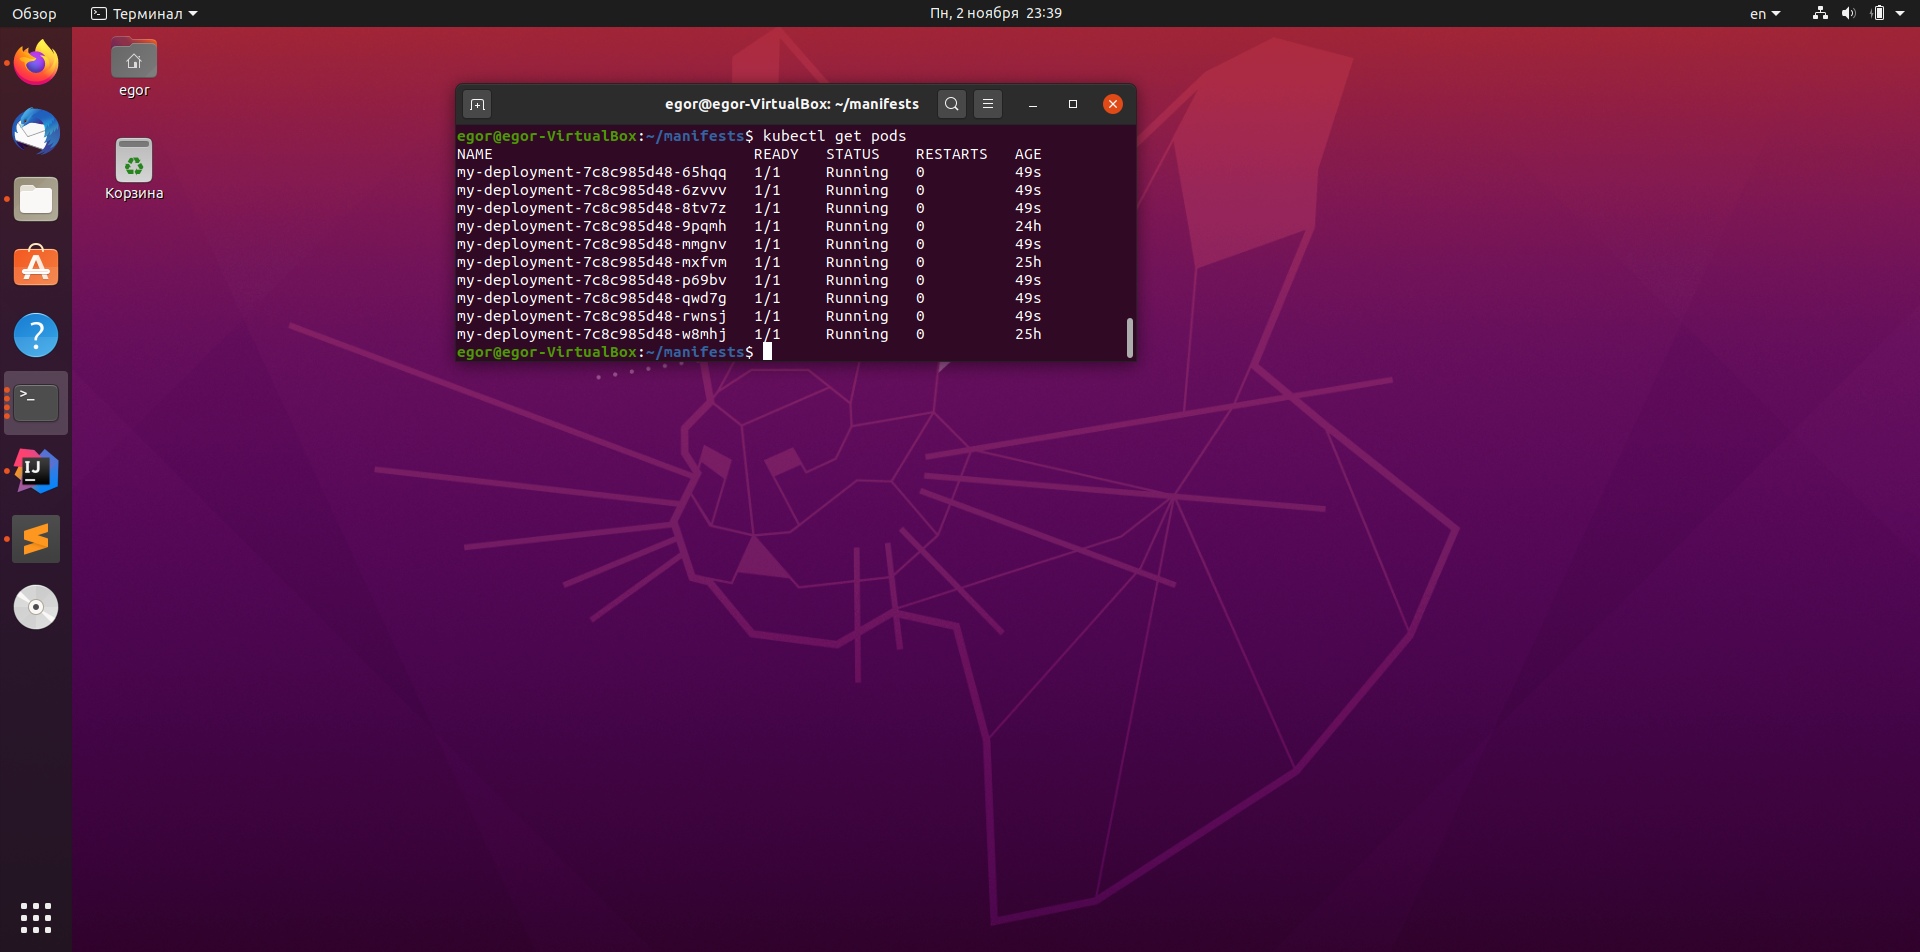 Обзор
Терминал
Пн, 2 ноября 23:39
en
egor
Корзина
egor@egor-VirtualBox: ~/manifests
egor@egor-VirtualBox:~/manifests$ kubectl get pods
NAME READY STATUS RESTARTS AGE
my-deployment-7c8c985d48-65hqq 1/1 Running 0 49s
my-deployment-7c8c985d48-6zvvv 1/1 Running 0 49s
my-deployment-7c8c985d48-8tv7z 1/1 Running 0 49s
my-deployment-7c8c985d48-9pqmh 1/1 Running 0 24h
my-deployment-7c8c985d48-mmgnv 1/1 Running 0 49s
my-deployment-7c8c985d48-mxfvm 1/1 Running 0 25h
my-deployment-7c8c985d48-p69bv 1/1 Running 0 49s
my-deployment-7c8c985d48-qwd7g 1/1 Running 0 49s
my-deployment-7c8c985d48-rwnsj 1/1 Running 0 49s
my-deployment-7c8c985d48-w8mhj 1/1 Running 0 25h
egor@egor-VirtualBox:~/manifests$
?
>_
IJ